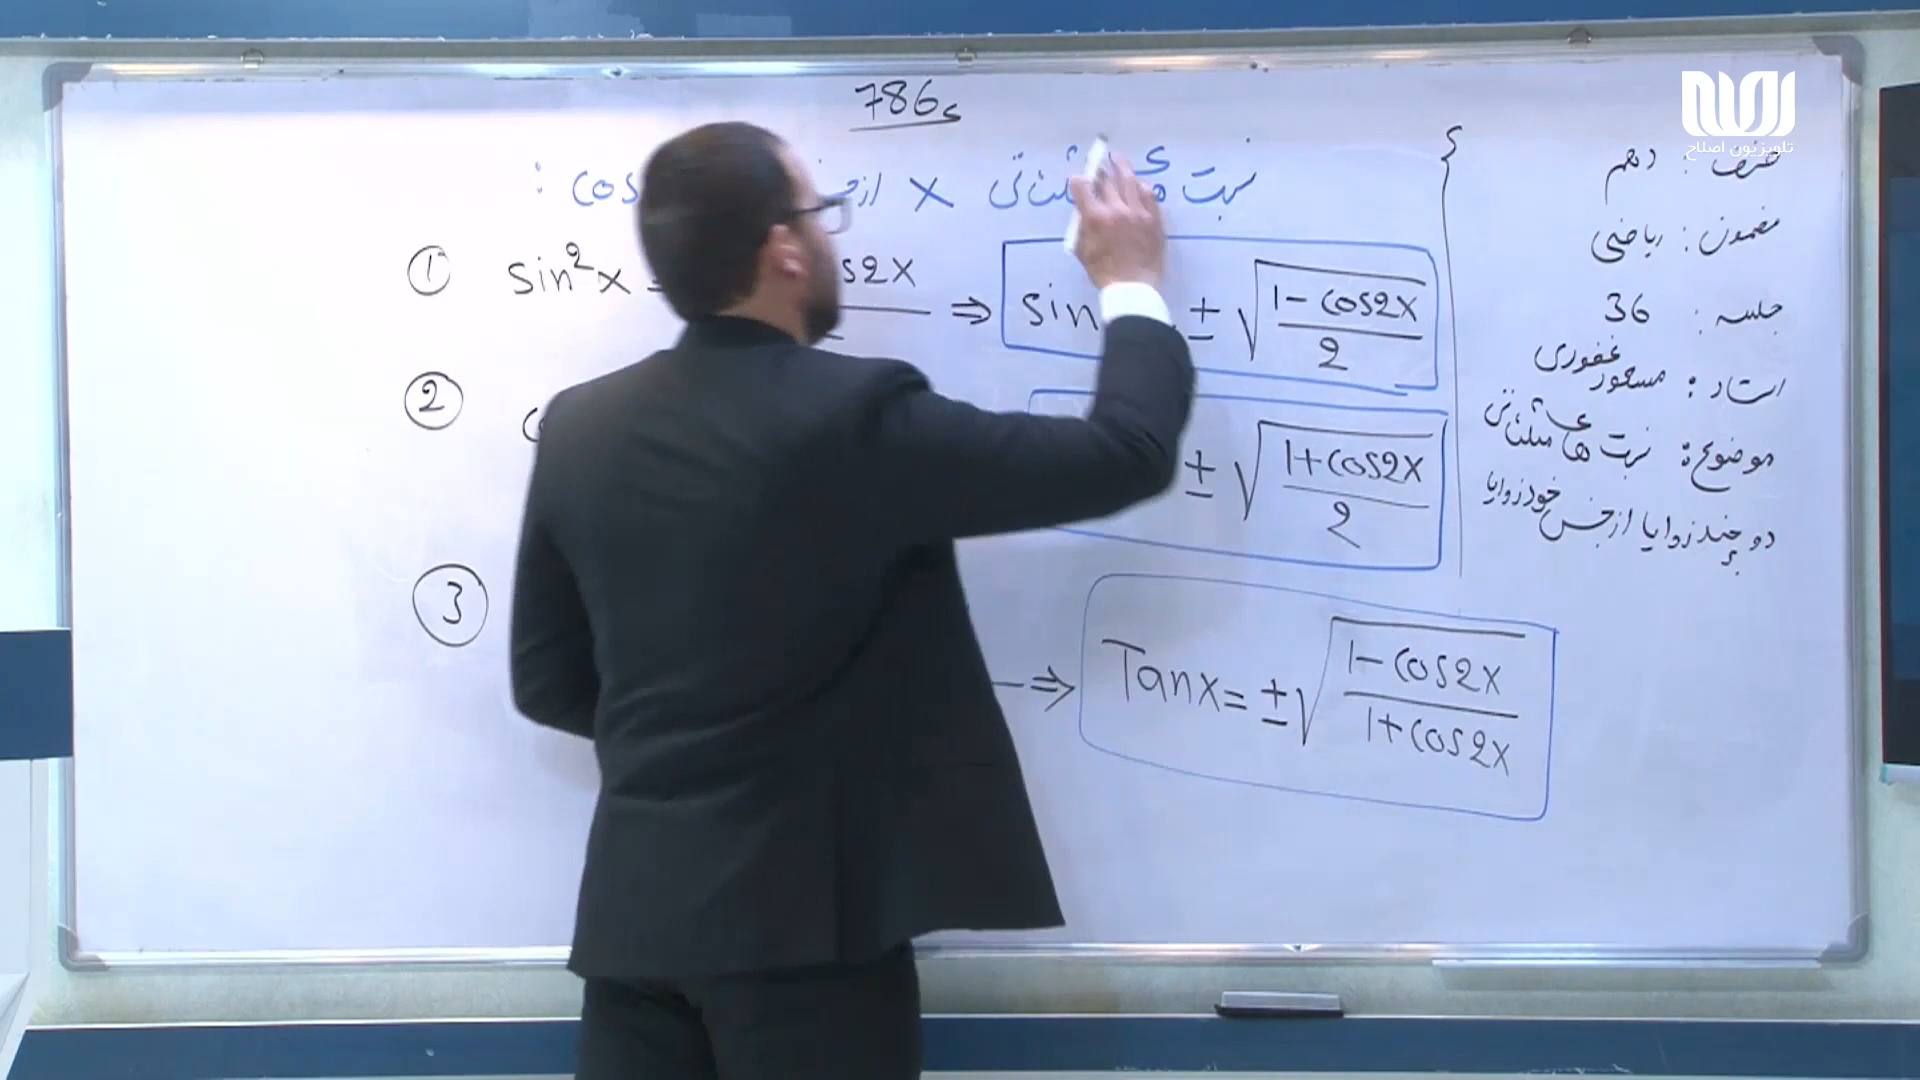 786
نسبت های مثلثاتی x از جنس cos :
① sin²x = cos2x ⇒ sin ± √(1-cos2x)/2
② ± √(1+cos2x)/2
③ ⇒ Tanx = ± √(1-cos2x)/(1+cos2x)
صنف : دهم
مضمون : ریاضی
جلسه : 36
استاد : مسعود غفوری
موضوع : نسبت های مثلثاتی
دو چند زوایا از جنس خود زوایا
تلویزیون اصلاح